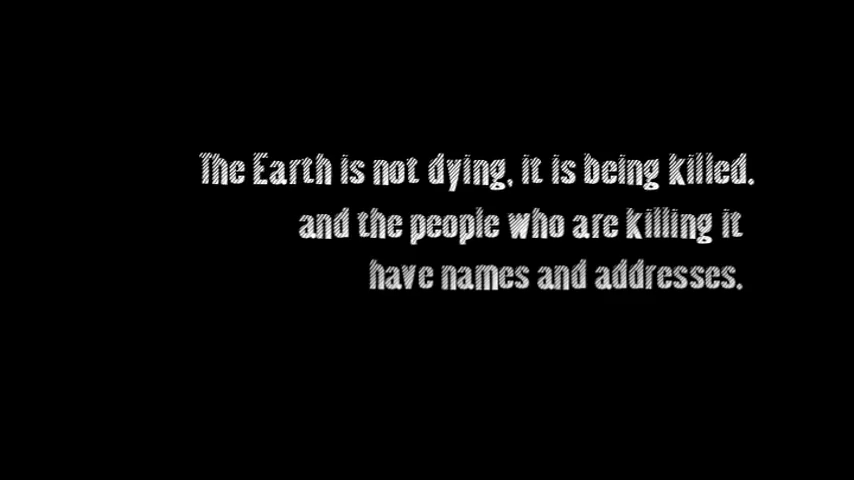 The Earth is not dying, it is being killed.
and the people who are killing it
have names and addresses.